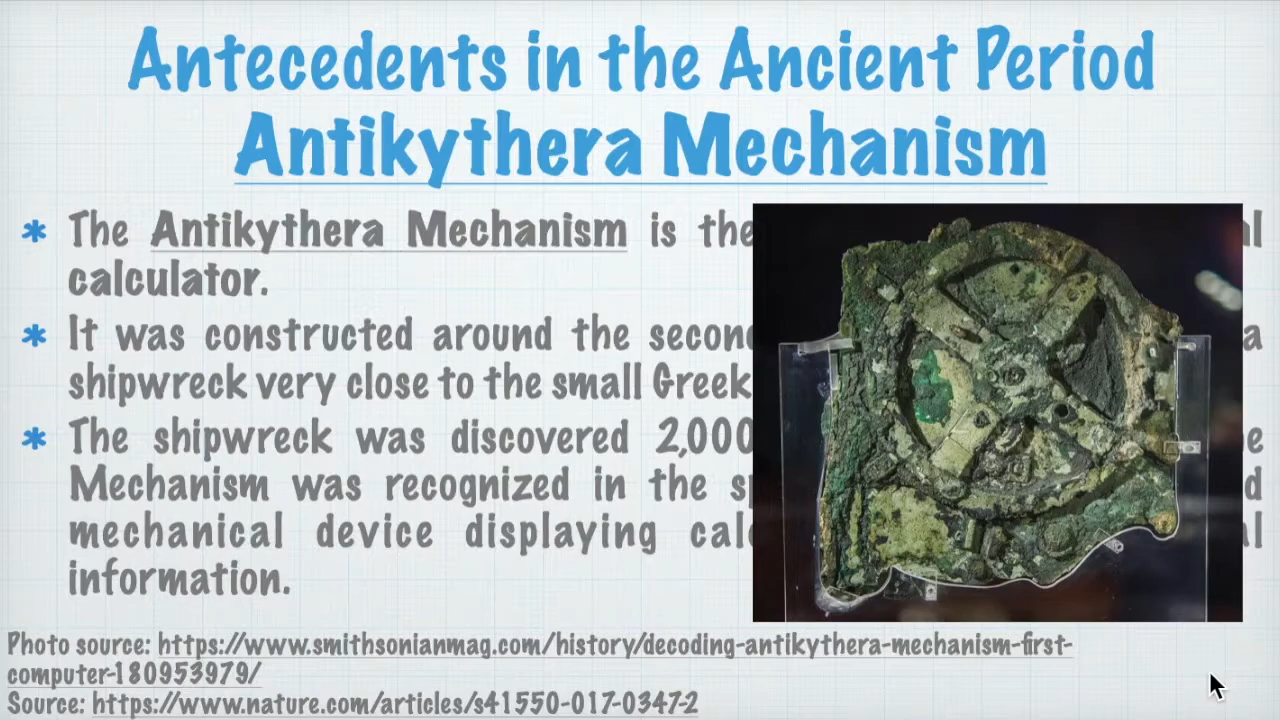 Antecedents in the Ancient Period
Antikythera Mechanism
* The Antikythera Mechanism is the
calculator.
* It was constructed around the a
shipwreck very close to the small Greek
* The shipwreck was discovered 2,000
Mechanism was recognized in the
mechanical device displaying
information.
Photo source: https://www.smithsonianmag.com/history/decoding-antikythera-mechanism-first-
computer-180953979/
Source: https://www.nature.com/articles/s41550-017-0347-2